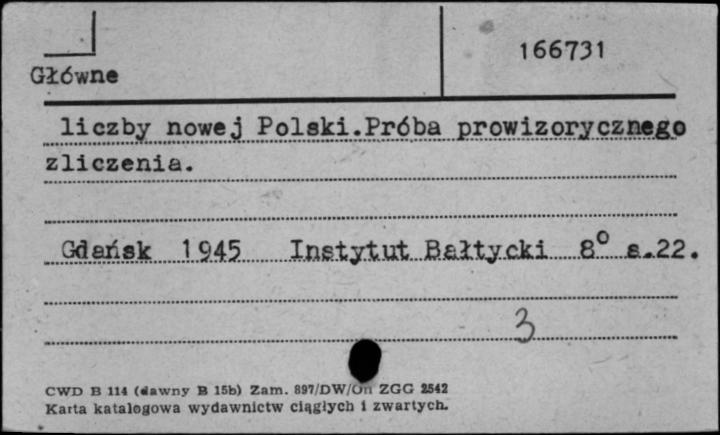 166731
Główne
liczby nowej Polski.Próba prowizorycznego
zliczenia.
Gdańsk 1945 Instytut Bałtycki 8° s.22.
3
CWD B 114 (dawny B 15b) Zam. 897/DW/On ZGG 2542
Karta katalogowa wydawnictw ciągłych i zwartych.